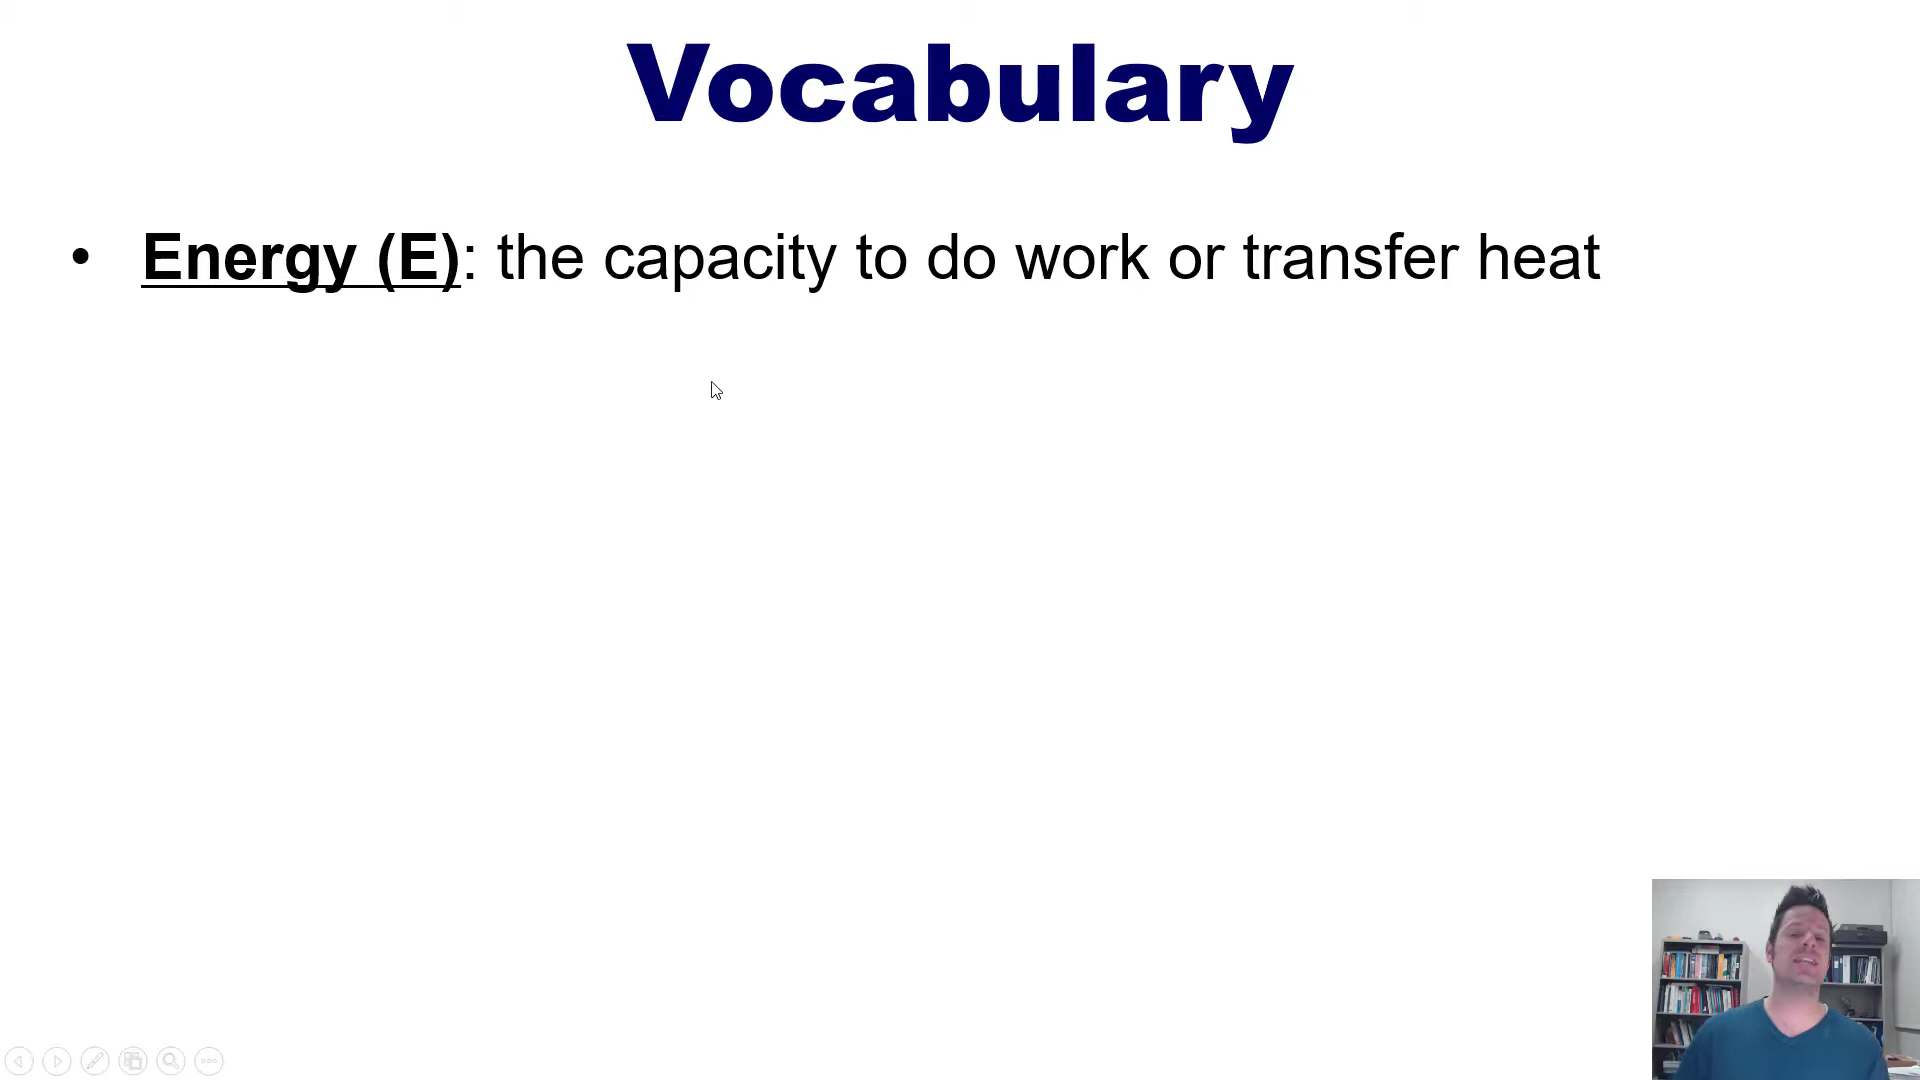 Vocabulary
• Energy (E): the capacity to do work or transfer heat